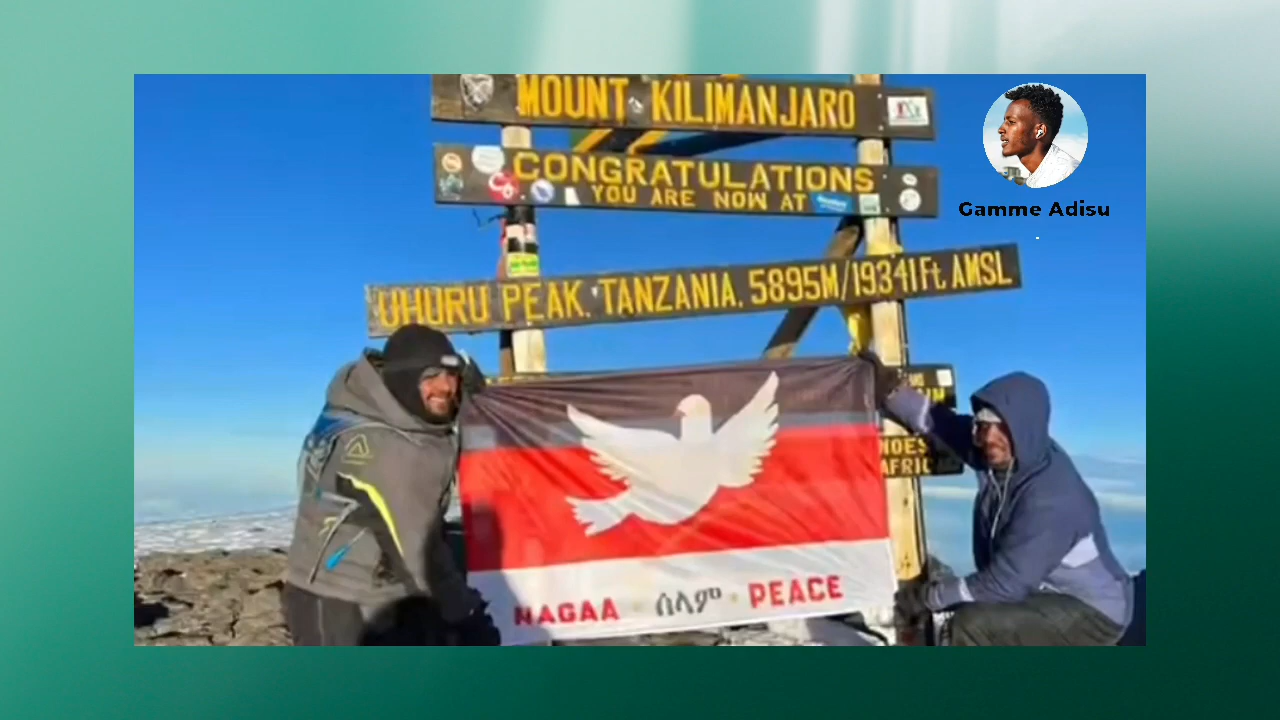 MOUNT KILIMANJARO
CONGRATULATIONS
YOU ARE NOW AT
Gamme Adisu
UHURU PEAK, TANZANIA, 5895M/19341Ft. AMSL
NAGAA ሰላም PEACE